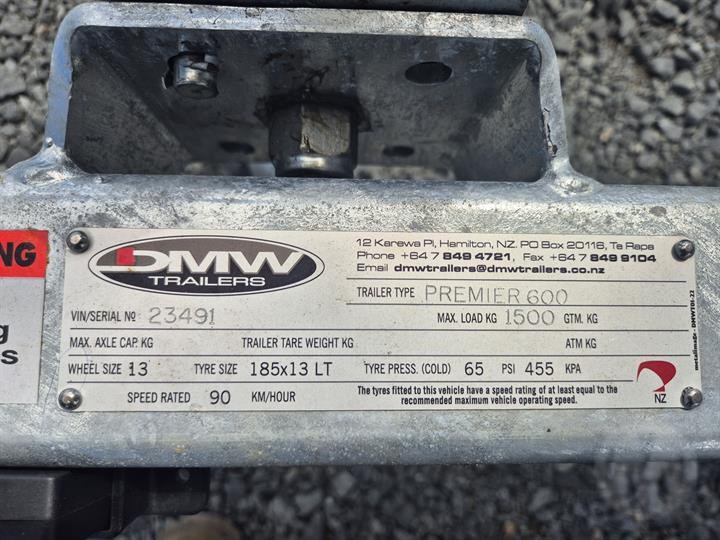 NG
g
s
DMW
TRAILERS
12 Karewa Pl, Hamilton, NZ. PO Box 20116, Te Rapa
Phone +64 7 849 4721, Fax +64 7 849 9104
Email dmwtrailers@dmwtrailers.co.nz
TRAILER TYPE PREMIER 600
VIN/SERIAL No 23491 MAX. LOAD KG 1500 GTM. KG
MAX. AXLE CAP. KG TRAILER TARE WEIGHT KG ATM KG
WHEEL SIZE 13 TYRE SIZE 185x13 LT TYRE PRESS. (COLD) 65 PSI 455 KPA
SPEED RATED 90 KM/HOUR
The tyres fitted to this vehicle have a speed rating of at least equal to the
recommended maximum vehicle operating speed.
NZ
metalimage - DMWT01-22